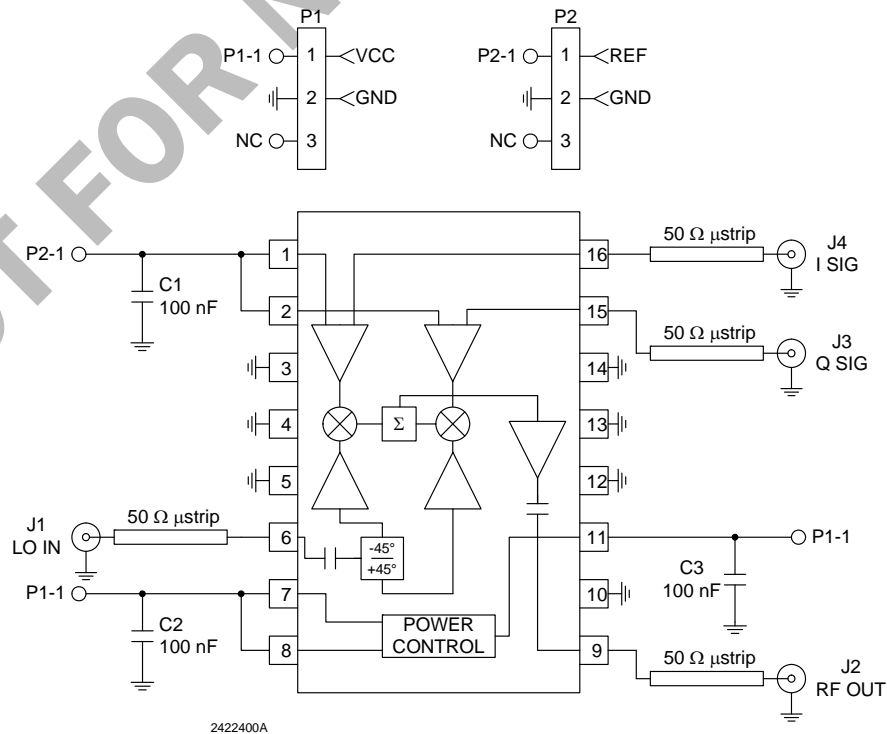 NOT FOR N
P1
P2
P1-1 1 VCC
2 GND
NC 3
P2-1 1 REF
2 GND
NC 3
P2-1
C1
100 nF
1
2
3
4
5
6
7
8
16
15
14
13
12
11
10
9
50 Ω µstrip
J4
I SIG
50 Ω µstrip
J3
Q SIG
Σ
J1
LO IN
50 Ω µstrip
-45°
+45°
P1-1
C2
100 nF
POWER
CONTROL
P1-1
C3
100 nF
50 Ω µstrip
J2
RF OUT
2422400A